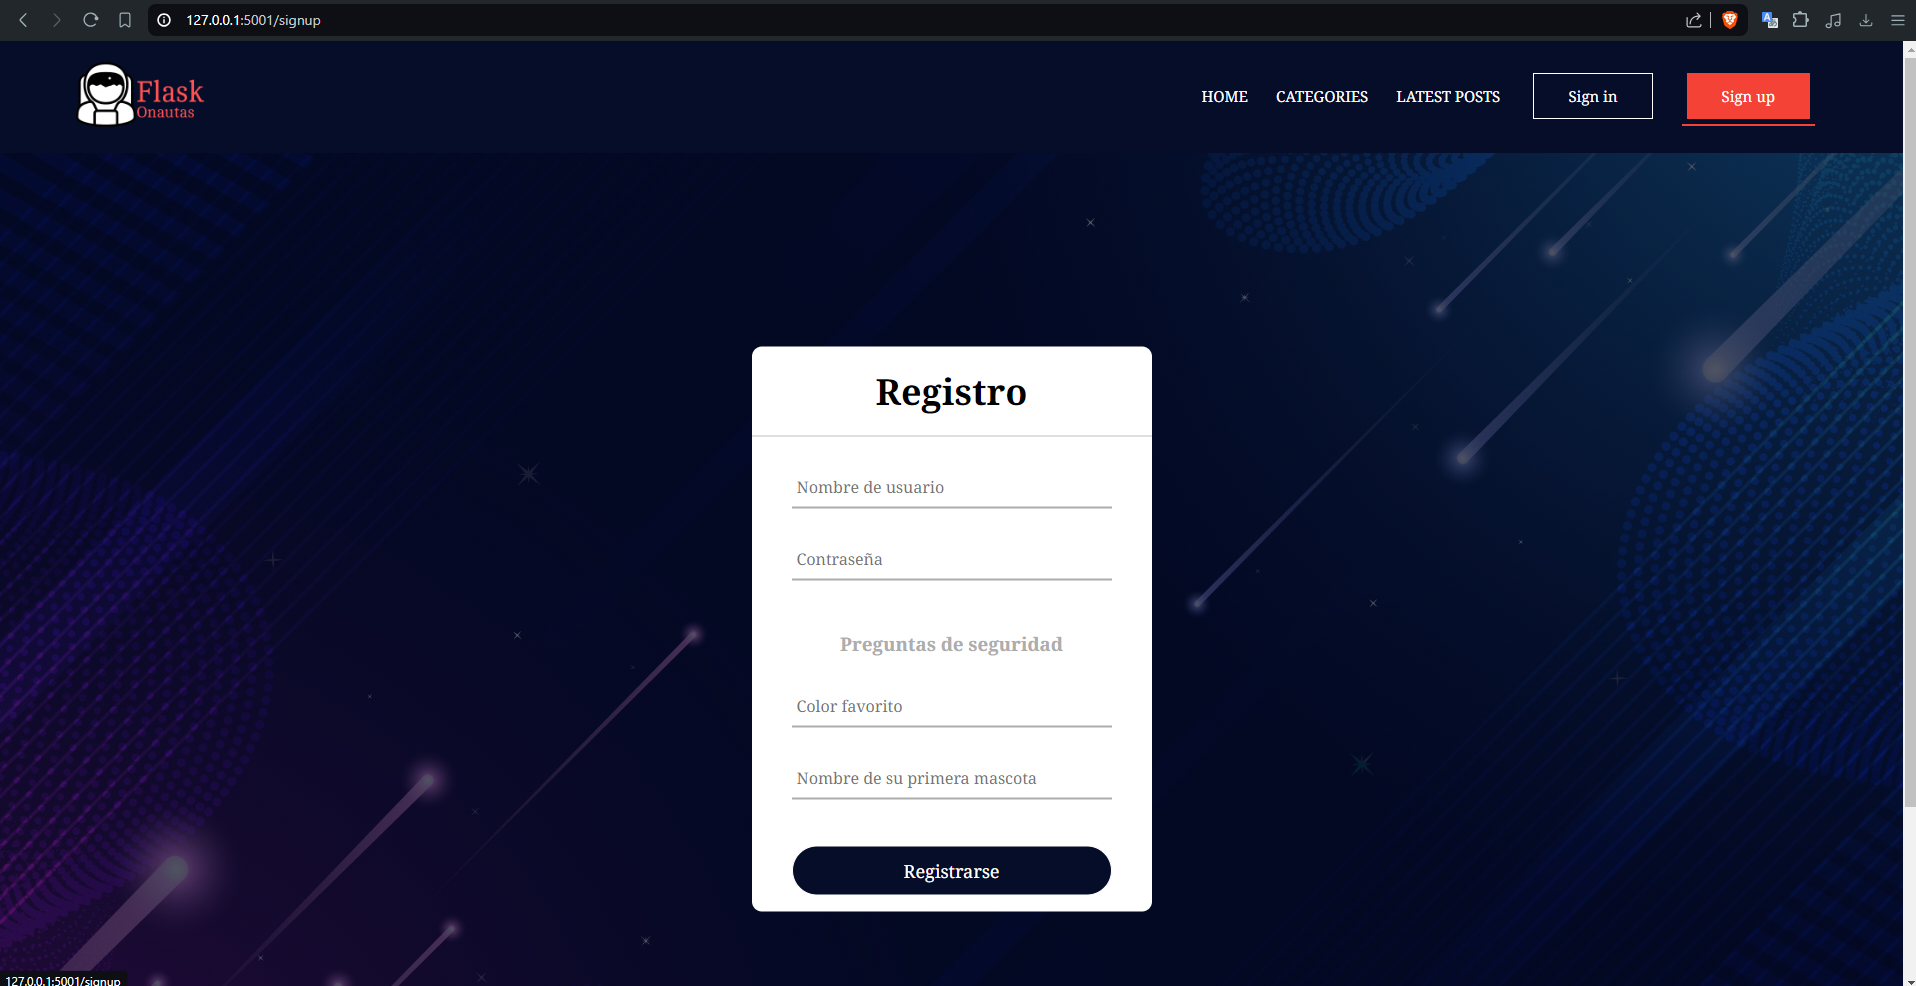 127.0.0.1:5001/signup
Flask
Onautas
HOME
CATEGORIES
LATEST POSTS
Sign in
Sign up
Registro
Nombre de usuario
Contraseña
Preguntas de seguridad
Color favorito
Nombre de su primera mascota
Registrarse
127.0.0.1:5001/signup